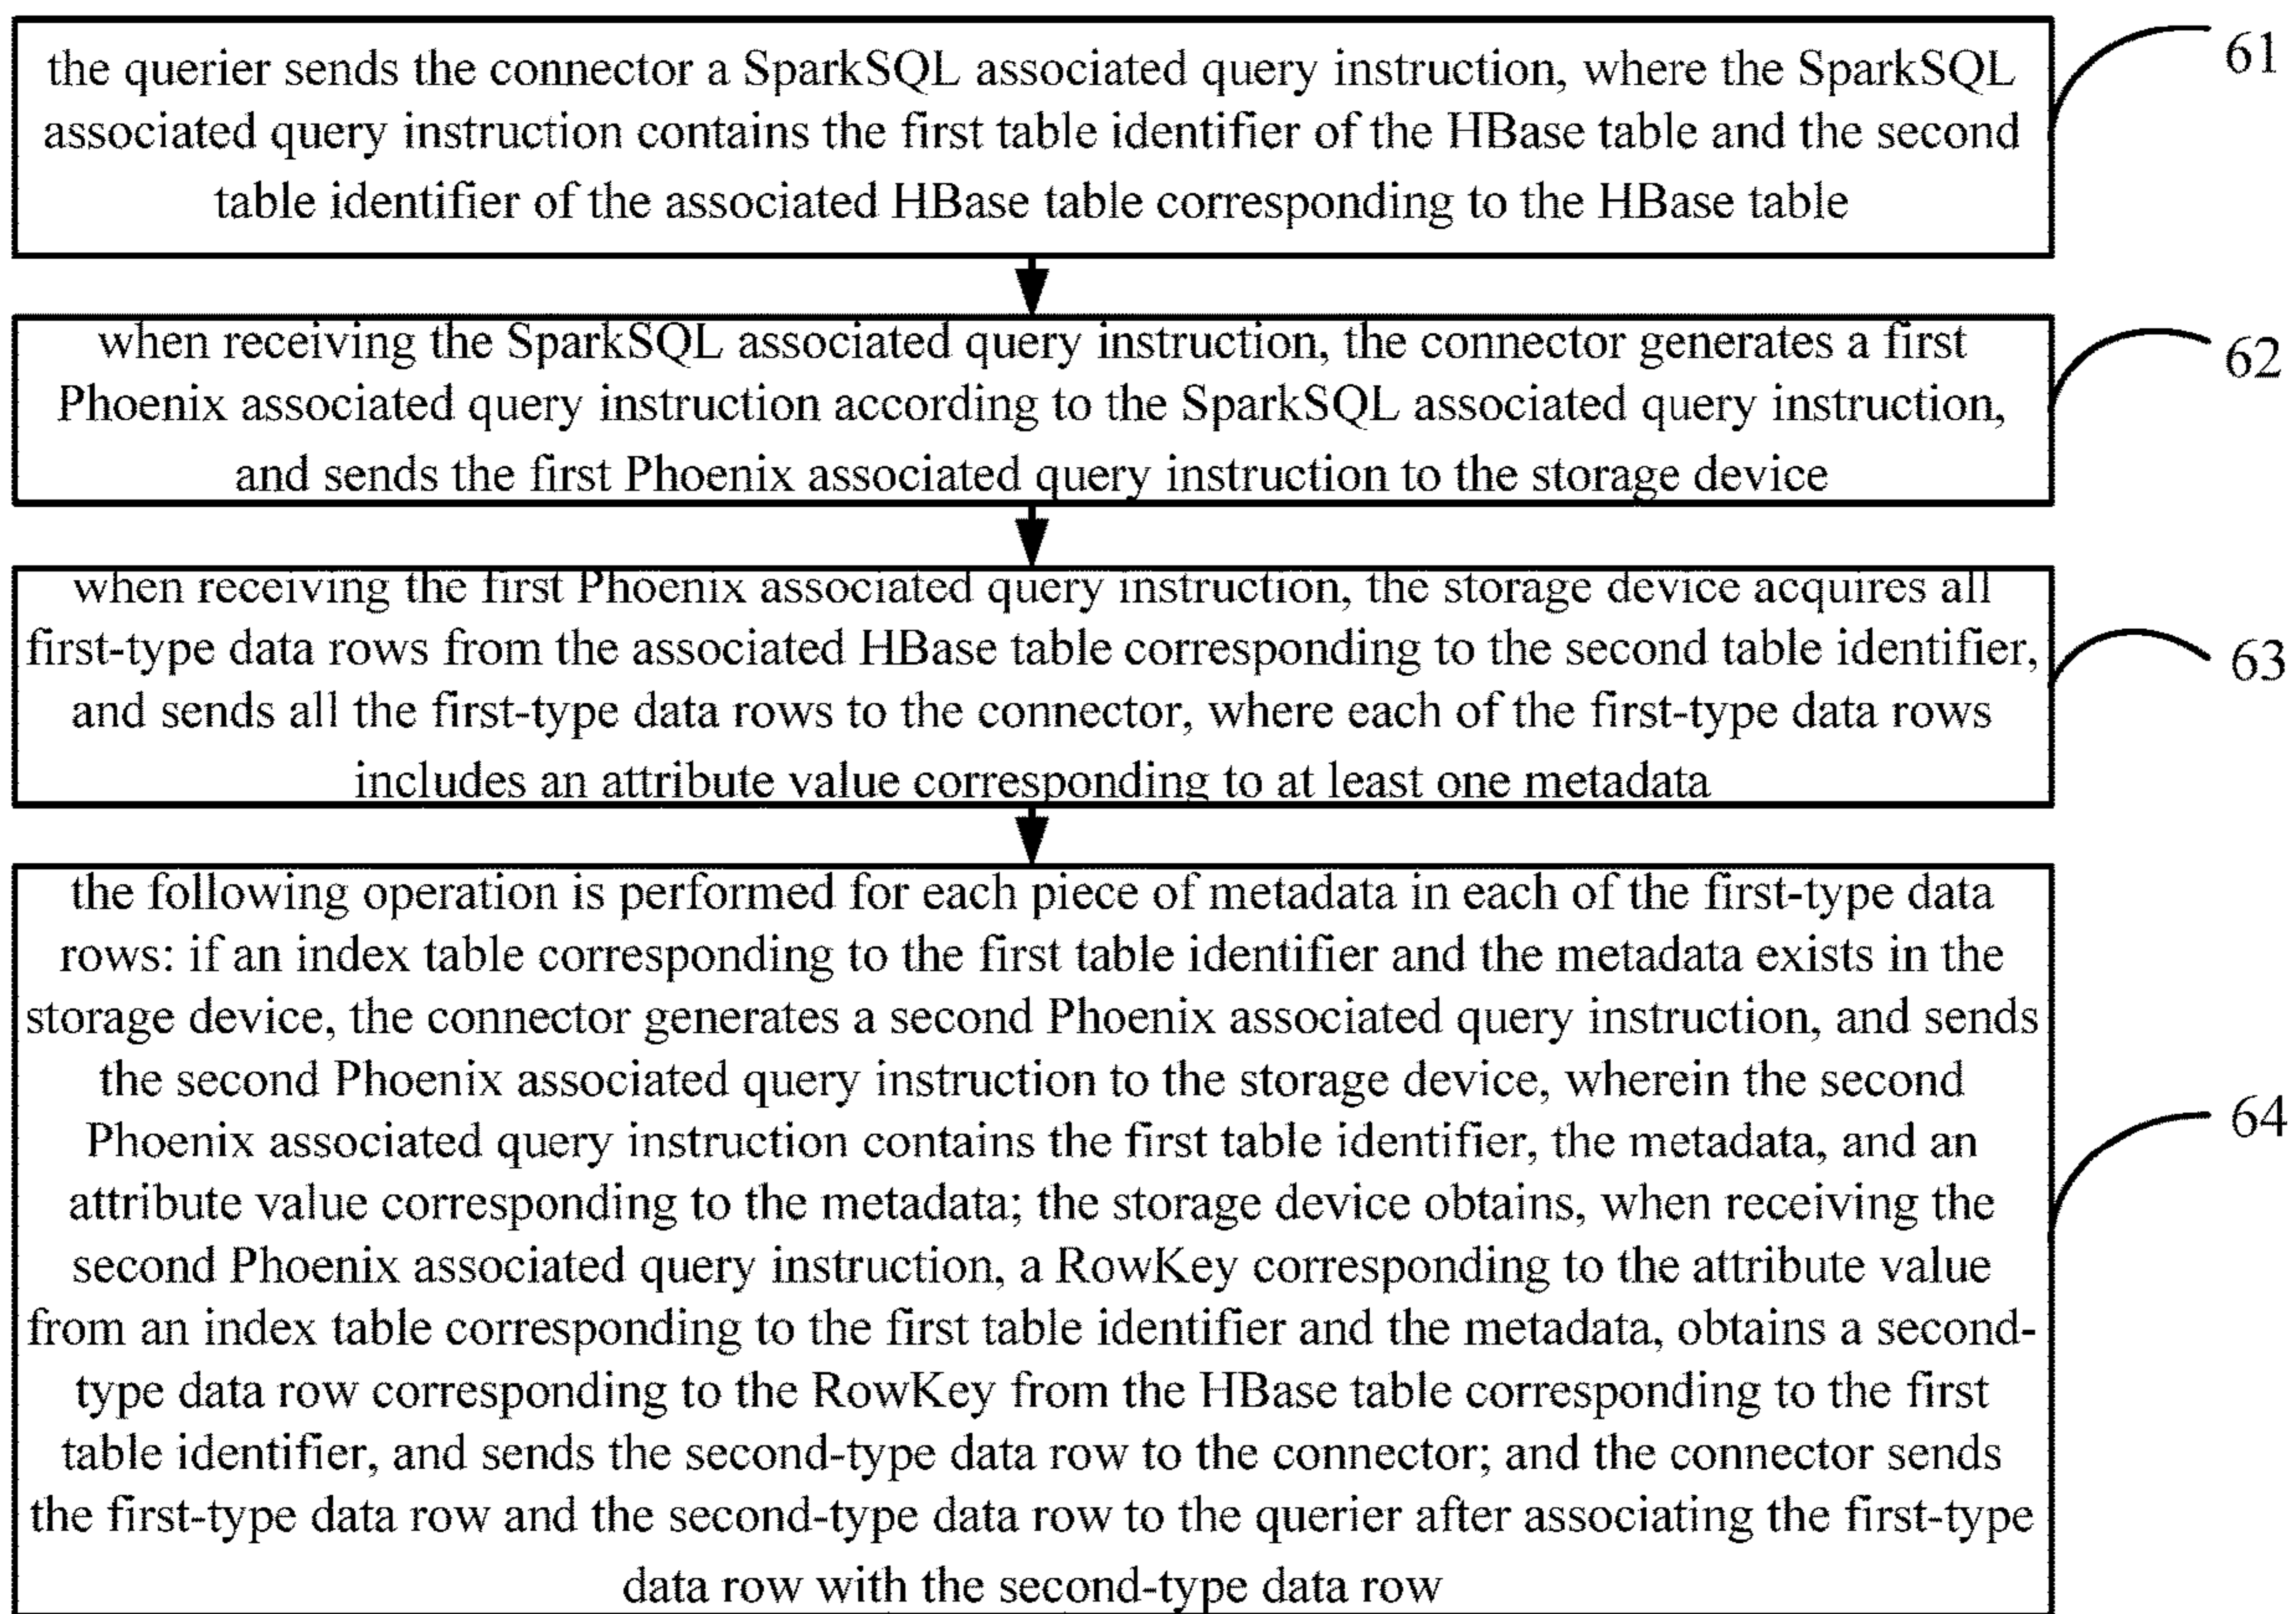 the querier sends the connector a SparkSQL associated query instruction, where the SparkSQL
associated query instruction contains the first table identifier of the HBase table and the second
table identifier of the associated HBase table corresponding to the HBase table
61
when receiving the SparkSQL associated query instruction, the connector generates a first
Phoenix associated query instruction according to the SparkSQL associated query instruction,
and sends the first Phoenix associated query instruction to the storage device
62
when receiving the first Phoenix associated query instruction, the storage device acquires all
first-type data rows from the associated HBase table corresponding to the second table identifier,
and sends all the first-type data rows to the connector, where each of the first-type data rows
includes an attribute value corresponding to at least one metadata
63
the following operation is performed for each piece of metadata in each of the first-type data
rows: if an index table corresponding to the first table identifier and the metadata exists in the
storage device, the connector generates a second Phoenix associated query instruction, and sends
the second Phoenix associated query instruction to the storage device, wherein the second
Phoenix associated query instruction contains the first table identifier, the metadata, and an
attribute value corresponding to the metadata; the storage device obtains, when receiving the
second Phoenix associated query instruction, a RowKey corresponding to the attribute value
from an index table corresponding to the first table identifier and the metadata, obtains a second-
type data row corresponding to the RowKey from the HBase table corresponding to the first
table identifier, and sends the second-type data row to the connector; and the connector sends
the first-type data row and the second-type data row to the querier after associating the first-type
data row with the second-type data row
64